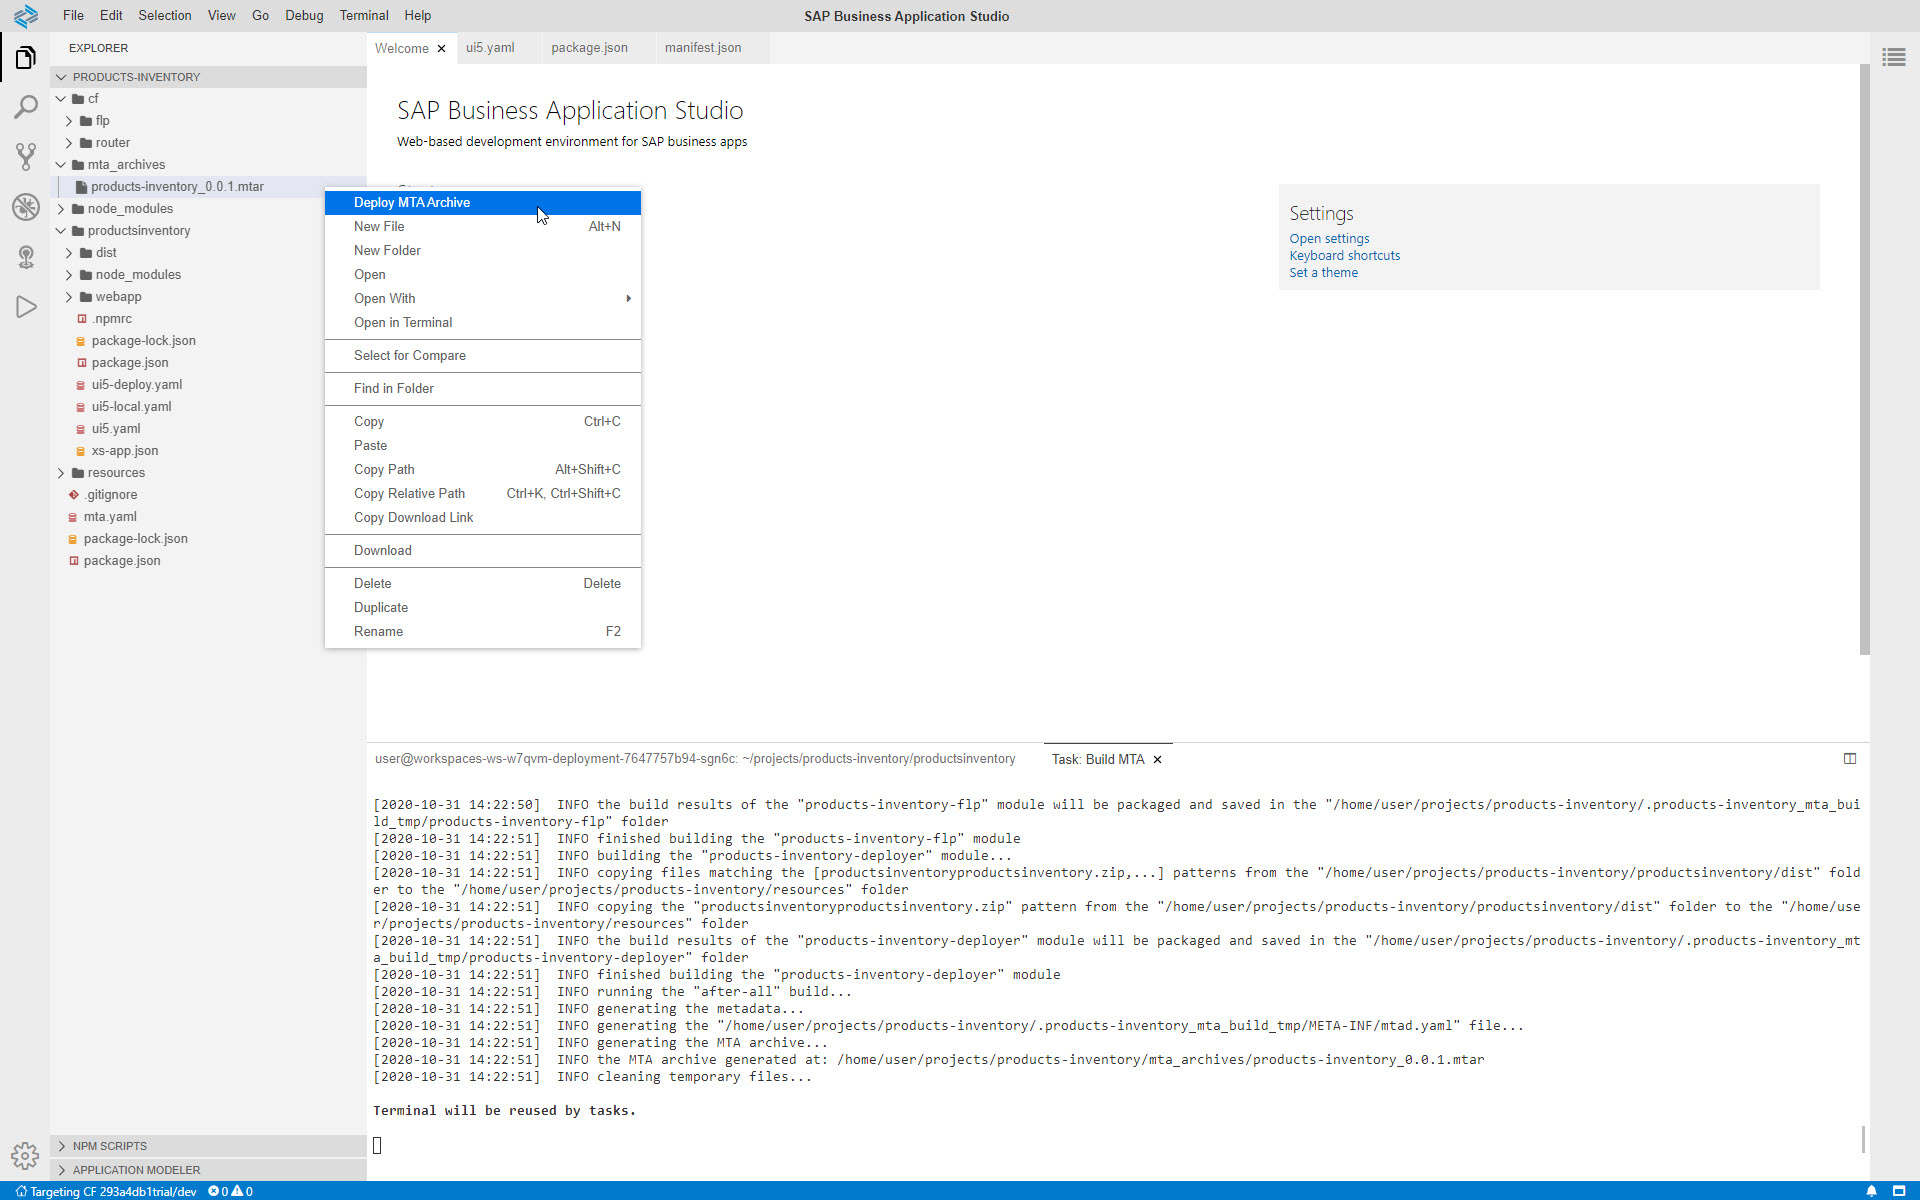 File Edit Selection View Go Debug Terminal Help
SAP Business Application Studio
EXPLORER
PRODUCTS-INVENTORY
cf
flp
router
mta_archives
products-inventory_0.0.1.mtar
node_modules
productsinventory
dist
node_modules
webapp
.npmrc
package-lock.json
package.json
ui5-deploy.yaml
ui5-local.yaml
ui5.yaml
xs-app.json
resources
.gitignore
mta.yaml
package-lock.json
package.json
NPM SCRIPTS
APPLICATION MODELER
Welcome ui5.yaml package.json manifest.json
SAP Business Application Studio
Web-based development environment for SAP business apps
Deploy MTA Archive
New File Alt+N
New Folder
Open
Open With
Open in Terminal
Select for Compare
Find in Folder
Copy Ctrl+C
Paste
Copy Path Alt+Shift+C
Copy Relative Path Ctrl+K, Ctrl+Shift+C
Copy Download Link
Download
Delete Delete
Duplicate
Rename F2
Settings
Open settings
Keyboard shortcuts
Set a theme
user@workspaces-ws-w7qvm-deployment-7647757b94-sgn6c: ~/projects/products-inventory/productsinventory Task: Build MTA
[2020-10-31 14:22:50]  INFO the build results of the "products-inventory-flp" module will be packaged and saved in the "/home/user/projects/products-inventory/.products-inventory_mta_bui
ld_tmp/products-inventory-flp" folder
[2020-10-31 14:22:51]  INFO finished building the "products-inventory-flp" module
[2020-10-31 14:22:51]  INFO building the "products-inventory-deployer" module...
[2020-10-31 14:22:51]  INFO copying files matching the [productsinventoryproductsinventory.zip,...] patterns from the "/home/user/projects/products-inventory/productsinventory/dist" fold
er to the "/home/user/projects/products-inventory/resources" folder
[2020-10-31 14:22:51]  INFO copying the "productsinventoryproductsinventory.zip" pattern from the "/home/user/projects/products-inventory/productsinventory/dist" folder to the "/home/use
r/projects/products-inventory/resources" folder
[2020-10-31 14:22:51]  INFO the build results of the "products-inventory-deployer" module will be packaged and saved in the "/home/user/projects/products-inventory/.products-inventory_mt
a_build_tmp/products-inventory-deployer" folder
[2020-10-31 14:22:51]  INFO finished building the "products-inventory-deployer" module
[2020-10-31 14:22:51]  INFO running the "after-all" build...
[2020-10-31 14:22:51]  INFO generating the metadata...
[2020-10-31 14:22:51]  INFO generating the "/home/user/projects/products-inventory/.products-inventory_mta_build_tmp/META-INF/mtad.yaml" file...
[2020-10-31 14:22:51]  INFO generating the MTA archive...
[2020-10-31 14:22:51]  INFO the MTA archive generated at: /home/user/projects/products-inventory/mta_archives/products-inventory_0.0.1.mtar
[2020-10-31 14:22:51]  INFO cleaning temporary files...
Terminal will be reused by tasks.
Targeting CF 293a4db1trial/dev 0 0